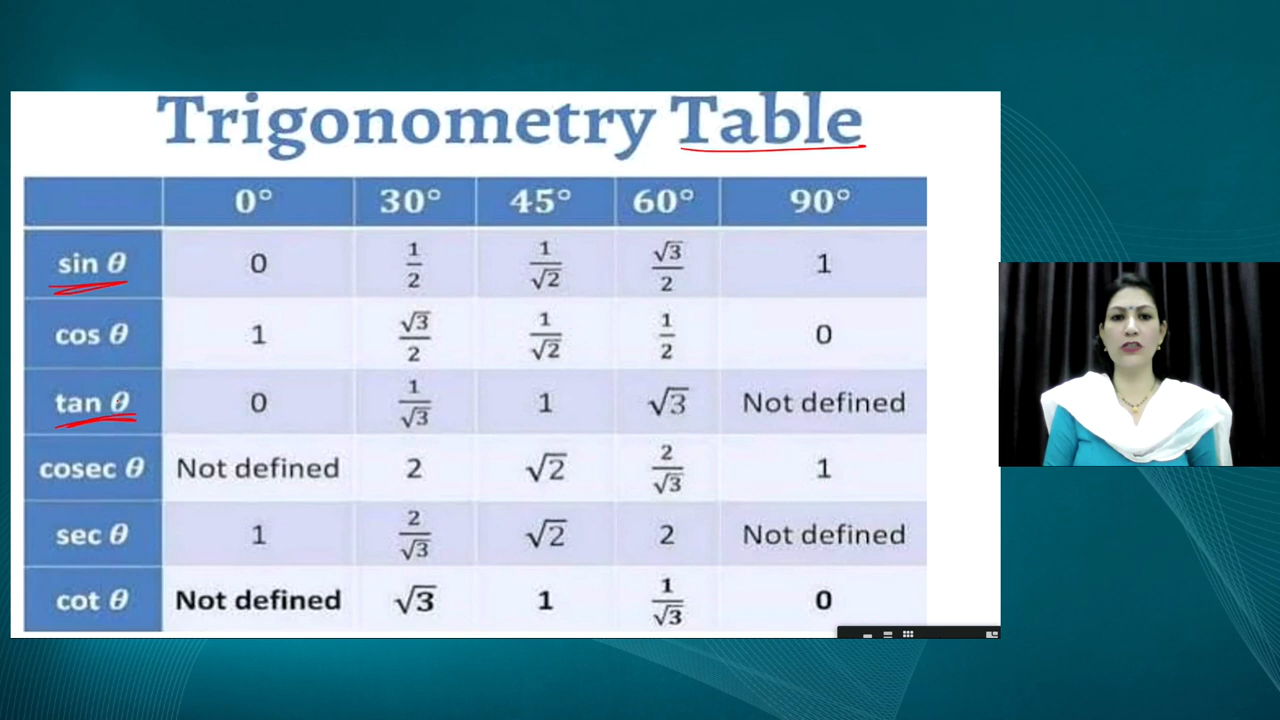 Trigonometry Table
0° 30° 45° 60° 90°
sin θ 0 1/2 1/√2 √3/2 1
cos θ 1 √3/2 1/√2 1/2 0
tan θ 0 1/√3 1 √3 Not defined
cosec θ Not defined 2 √2 2/√3 1
sec θ 1 2/√3 √2 2 Not defined
cot θ Not defined √3 1 1/√3 0